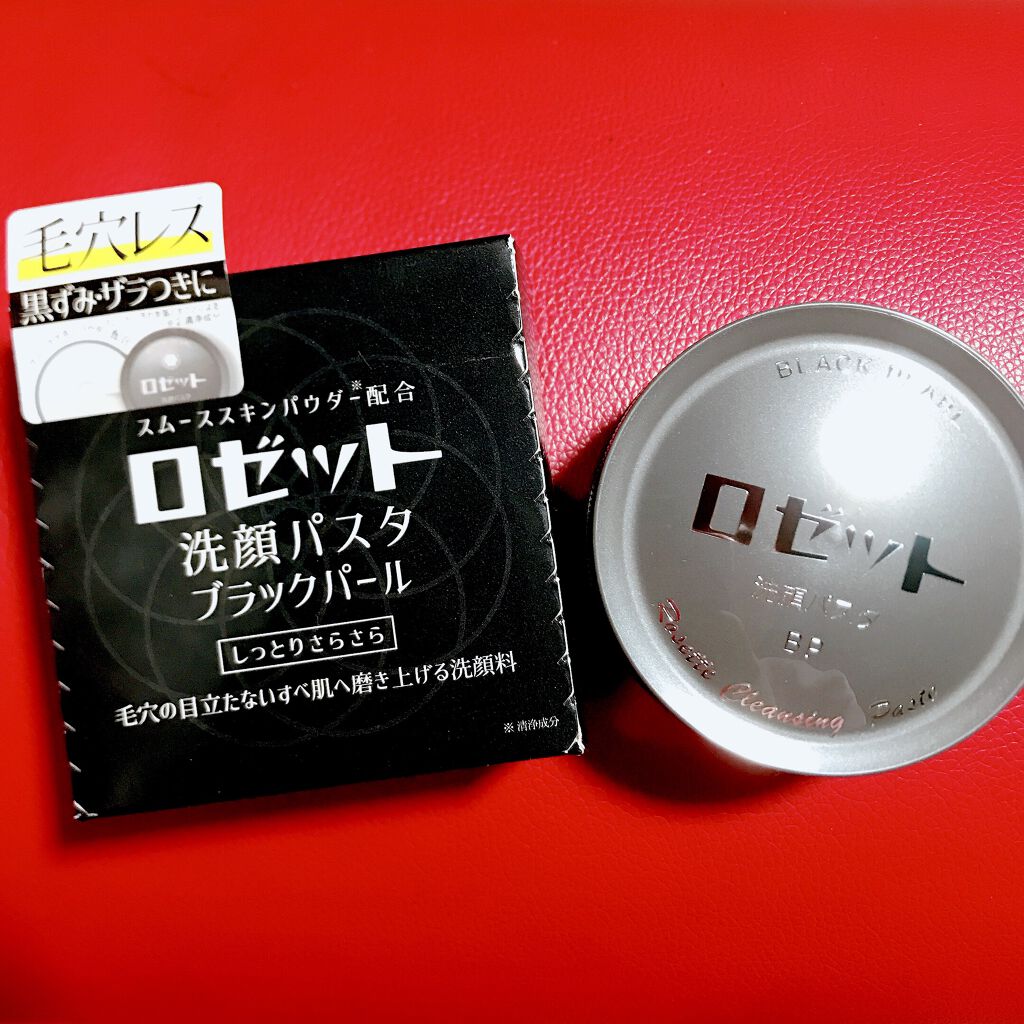 毛穴レス
黒ずみ・ザラつきに
ロゼット
スムーススキンパウダー※配合
ロゼット
洗顔パスタ
ブラックパール
しっとりさらさら
毛穴の目立たないすべ肌へ磨き上げる洗顔料
※ 清浄成分
BLACK
ロゼット
洗顔パスタ
BP
Rosette Cleansing Paste